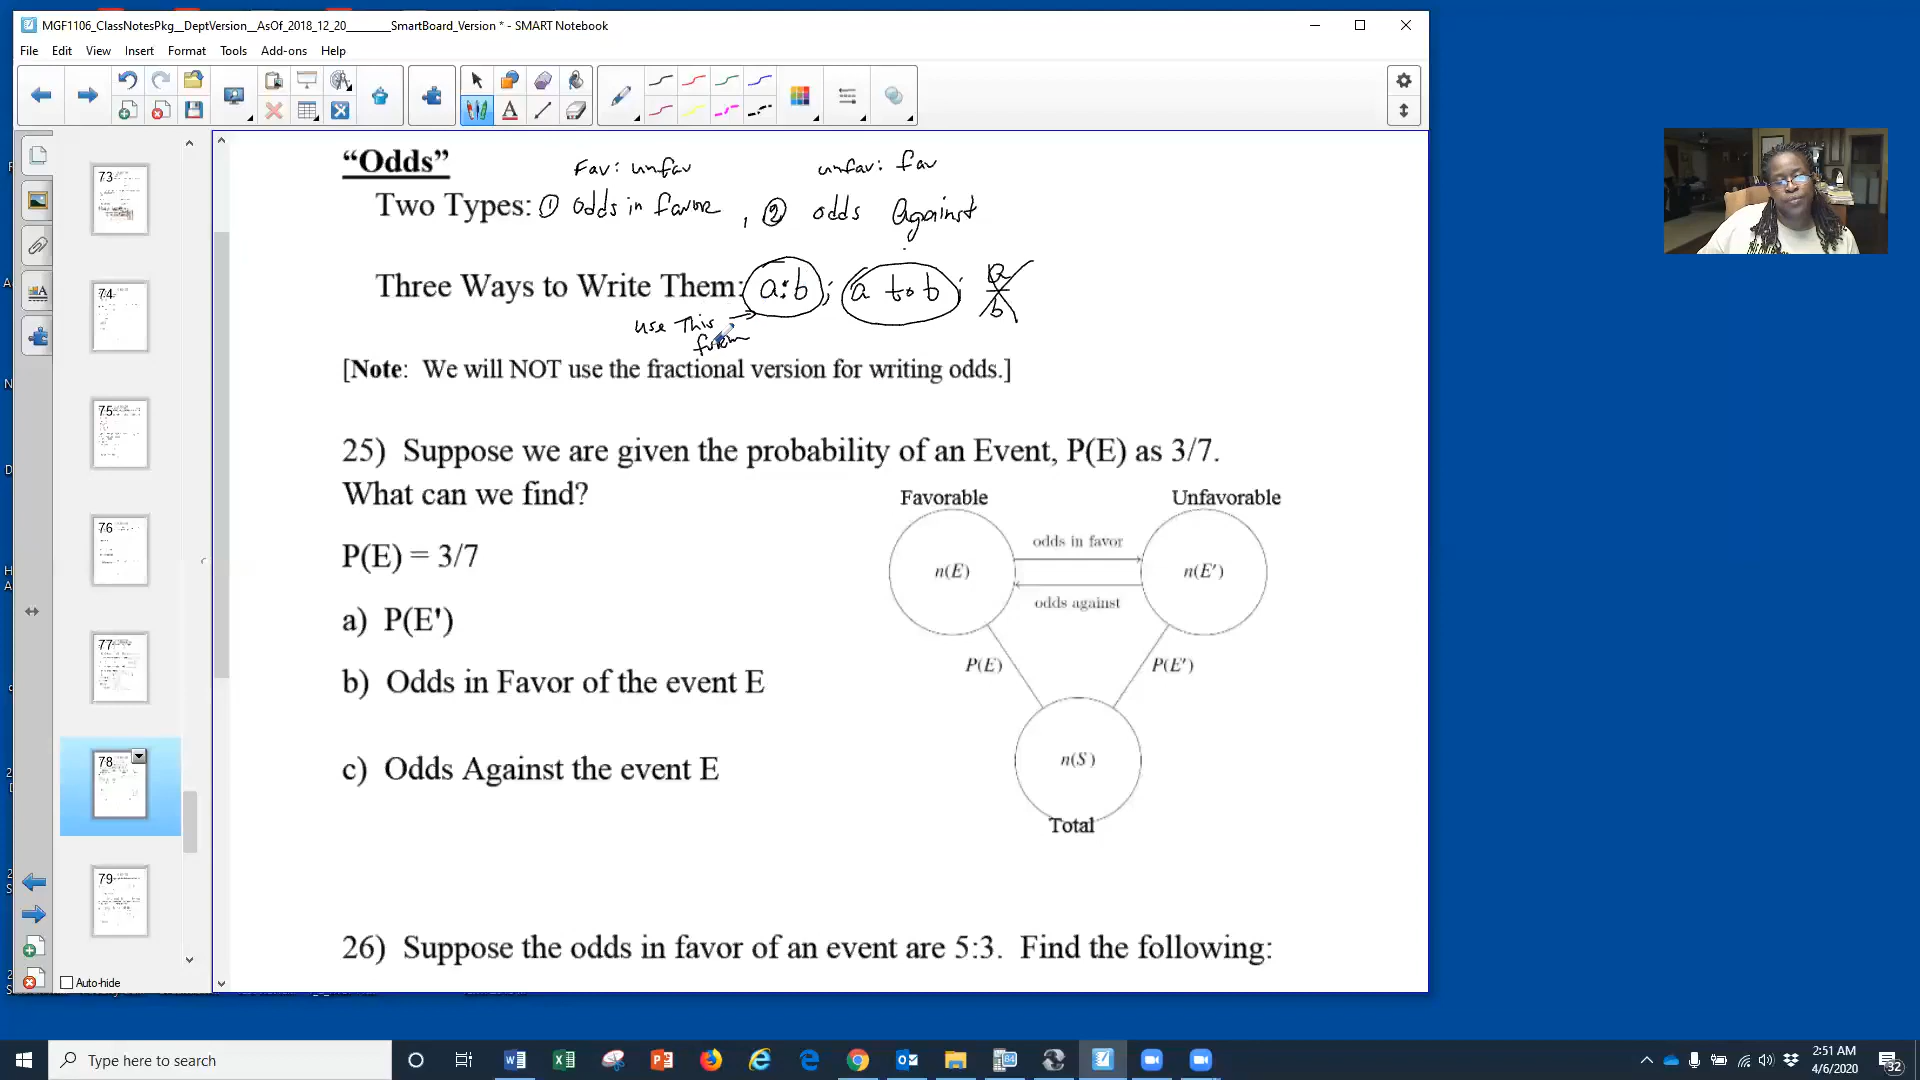 MGF1106_ClassNotesPkg__DeptVersion__AsOf_2018_12_20________SmartBoard_Version * - SMART Notebook
File Edit View Insert Format Tools Add-ons Help
“Odds”
Fav: unfav unfav: fav
Two Types: ① Odds in favor , ② odds Against
Three Ways to Write Them: a:b ; a to b ; a/b
use This
form
[Note: We will NOT use the fractional version for writing odds.]
25) Suppose we are given the probability of an Event, P(E) as 3/7.
What can we find?
P(E) = 3/7
a) P(E')
b) Odds in Favor of the event E
c) Odds Against the event E
Favorable Unfavorable
odds in favor
n(E) n(E')
odds against
P(E) P(E')
n(S)
Total
26) Suppose the odds in favor of an event are 5:3. Find the following:
73
74
75
76
77
78
79
Auto-hide
Type here to search
2:51 AM
4/6/2020
32